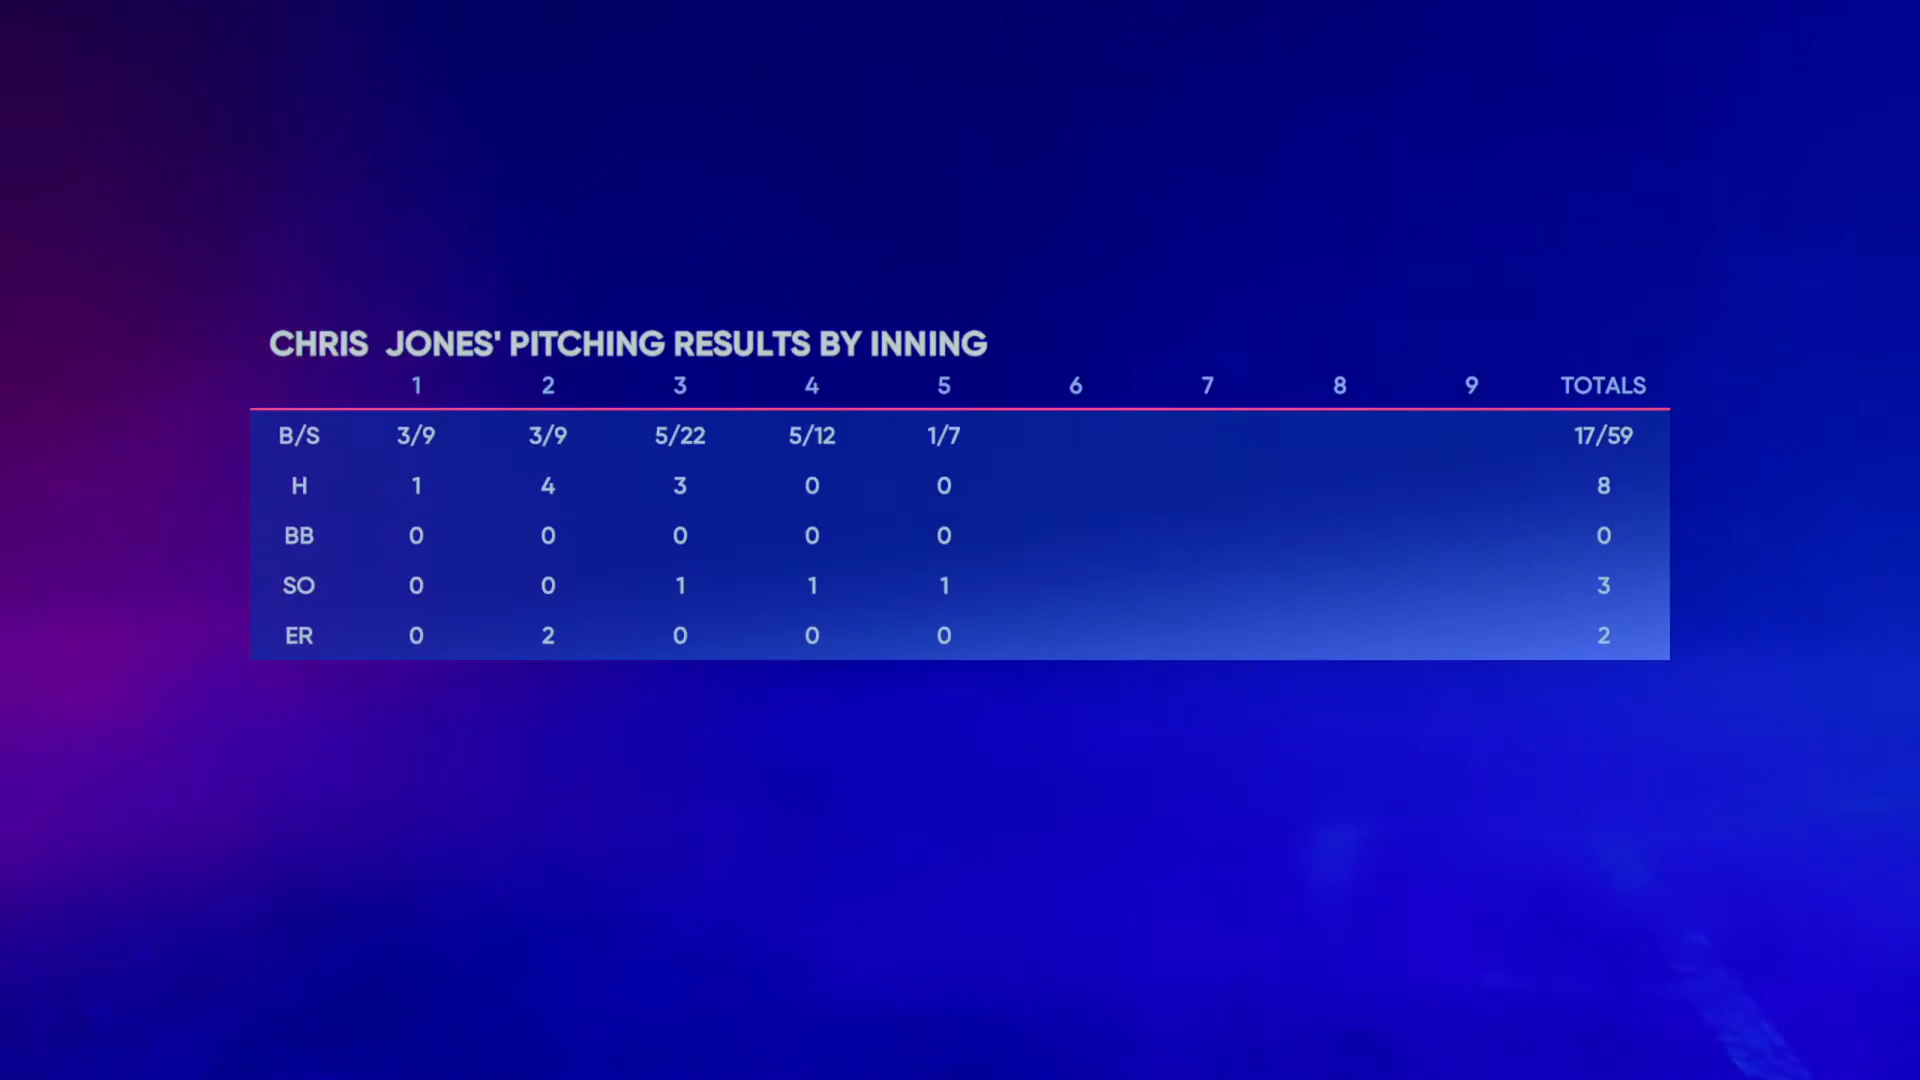 CHRIS  JONES' PITCHING RESULTS BY INNING
1 2 3 4 5 6 7 8 9 TOTALS
B/S 3/9 3/9 5/22 5/12 1/7 17/59
H 1 4 3 0 0 8
BB 0 0 0 0 0 0
SO 0 0 1 1 1 3
ER 0 2 0 0 0 2